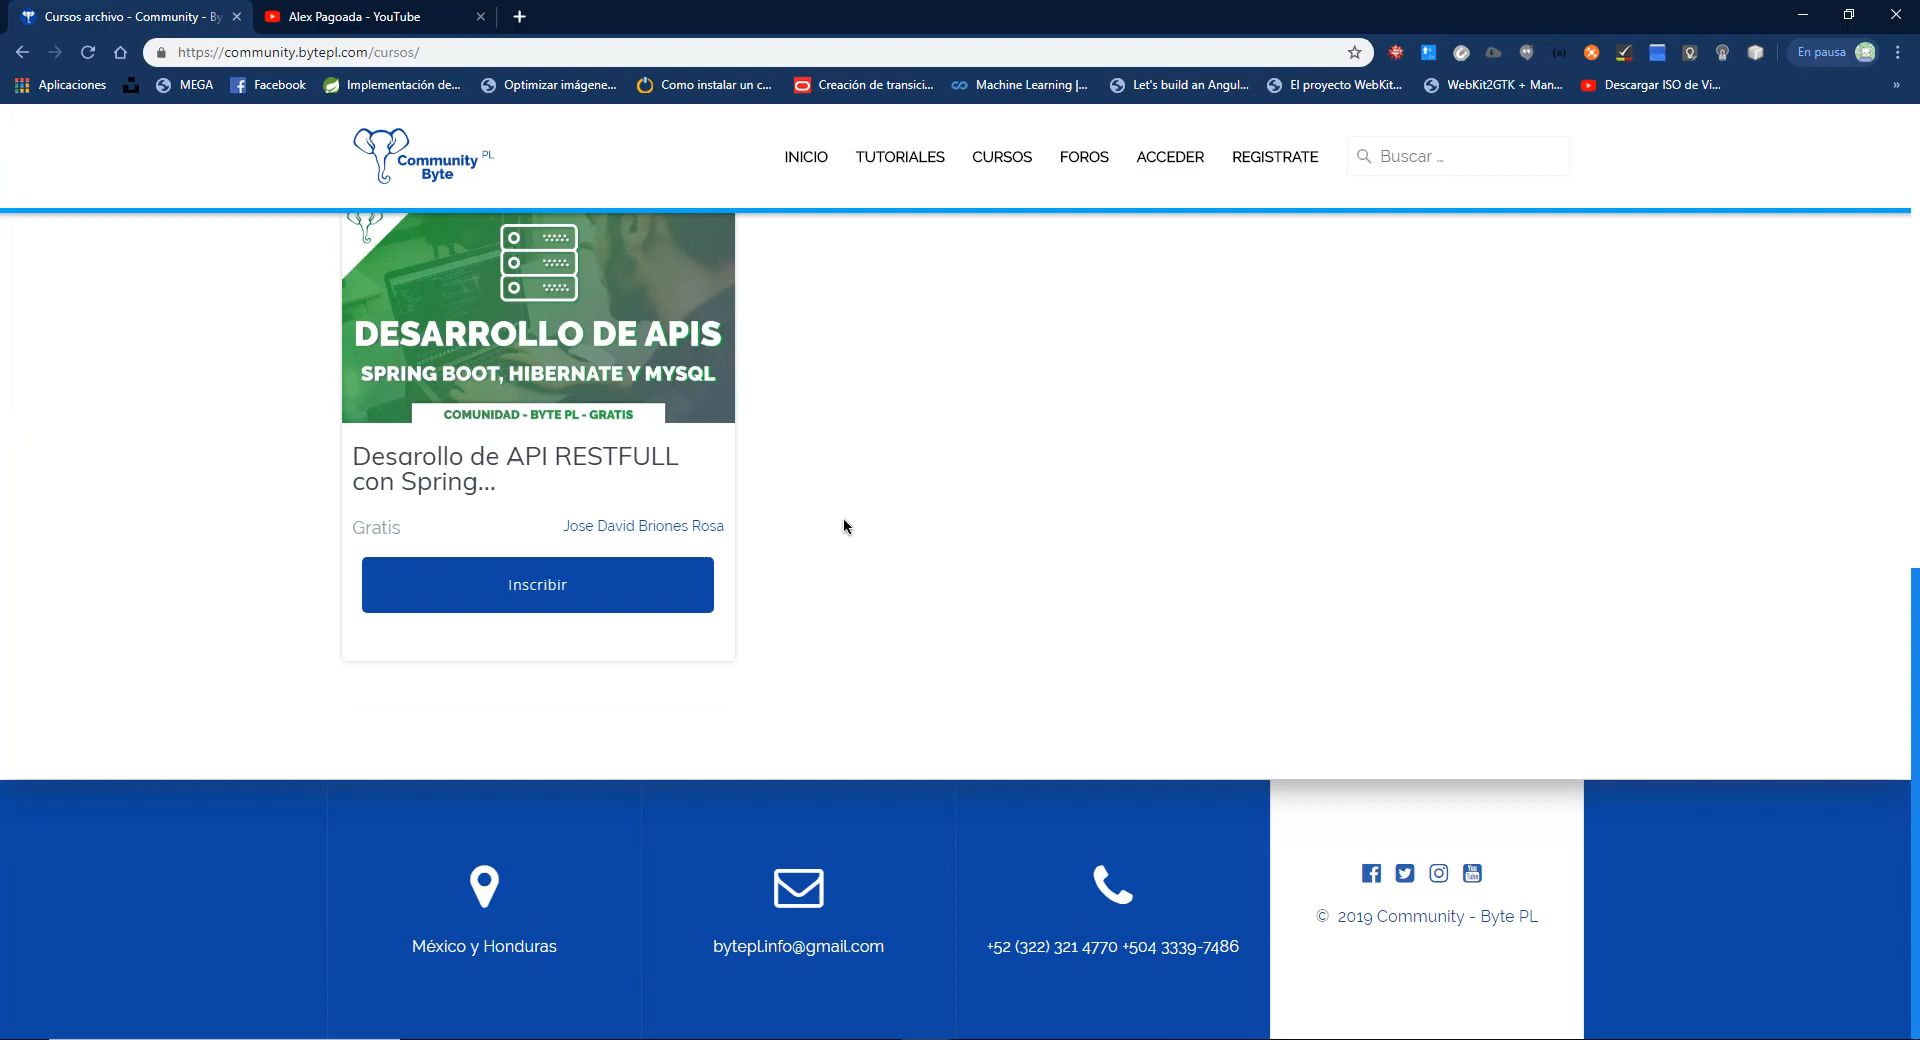 Cursos archivo - Community - By
Alex Pagoada - YouTube
https://community.bytepl.com/cursos/
En pausa
Aplicaciones
MEGA
Facebook
Implementación de...
Optimizar imágene...
Como instalar un c...
Creación de transici...
Machine Learning |...
Let's build an Angul...
El proyecto WebKit...
WebKit2GTK + Man...
Descargar ISO de Vi...
»
Community PL
Byte
INICIO
TUTORIALES
CURSOS
FOROS
ACCEDER
REGISTRATE
Buscar ...
DESARROLLO DE APIS
SPRING BOOT, HIBERNATE Y MYSQL
COMUNIDAD - BYTE PL - GRATIS
Desarollo de API RESTFULL
con Spring...
Gratis
Jose David Briones Rosa
Inscribir
México y Honduras
bytepl.info@gmail.com
+52 (322) 321 4770 +504 3339-7486
© 2019 Community - Byte PL